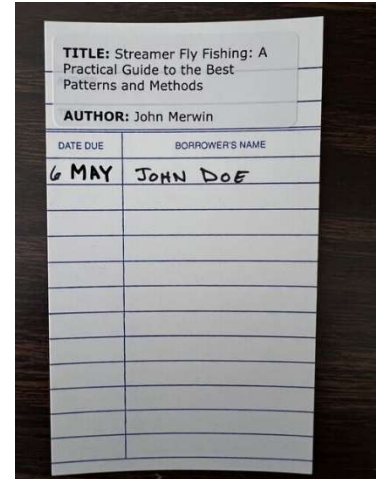 TITLE: Streamer Fly Fishing: A
Practical Guide to the Best
Patterns and Methods
AUTHOR: John Merwin
DATE DUE BORROWER'S NAME
6 MAY JOHN DOE